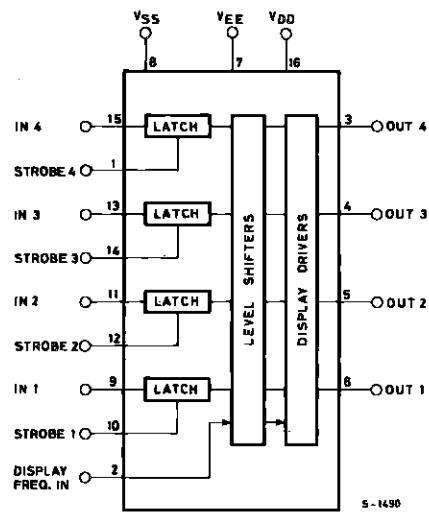 VSS VEE VDD
8 7 16
IN 4 15 LATCH 3 OUT 4
STROBE 4 1
IN 3 13 LATCH 4 OUT 3
STROBE 3 14
LEVEL SHIFTERS
DISPLAY DRIVERS
IN 2 11 LATCH 5 OUT 2
STROBE 2 12
IN 1 9 LATCH 6 OUT 1
STROBE 1 10
DISPLAY
FREQ. IN 2
S-1490